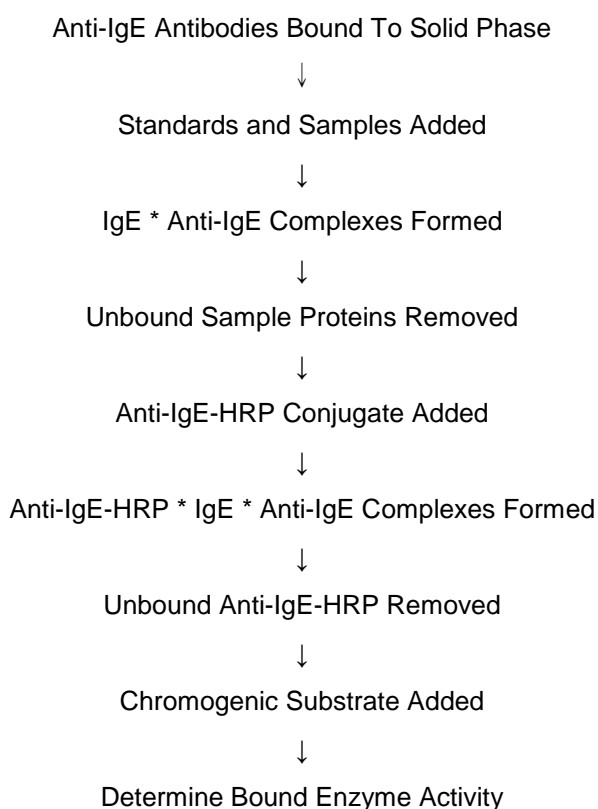 Anti-IgE Antibodies Bound To Solid Phase
↓
Standards and Samples Added
↓
IgE * Anti-IgE Complexes Formed
↓
Unbound Sample Proteins Removed
↓
Anti-IgE-HRP Conjugate Added
↓
Anti-IgE-HRP * IgE * Anti-IgE Complexes Formed
↓
Unbound Anti-IgE-HRP Removed
↓
Chromogenic Substrate Added
↓
Determine Bound Enzyme Activity